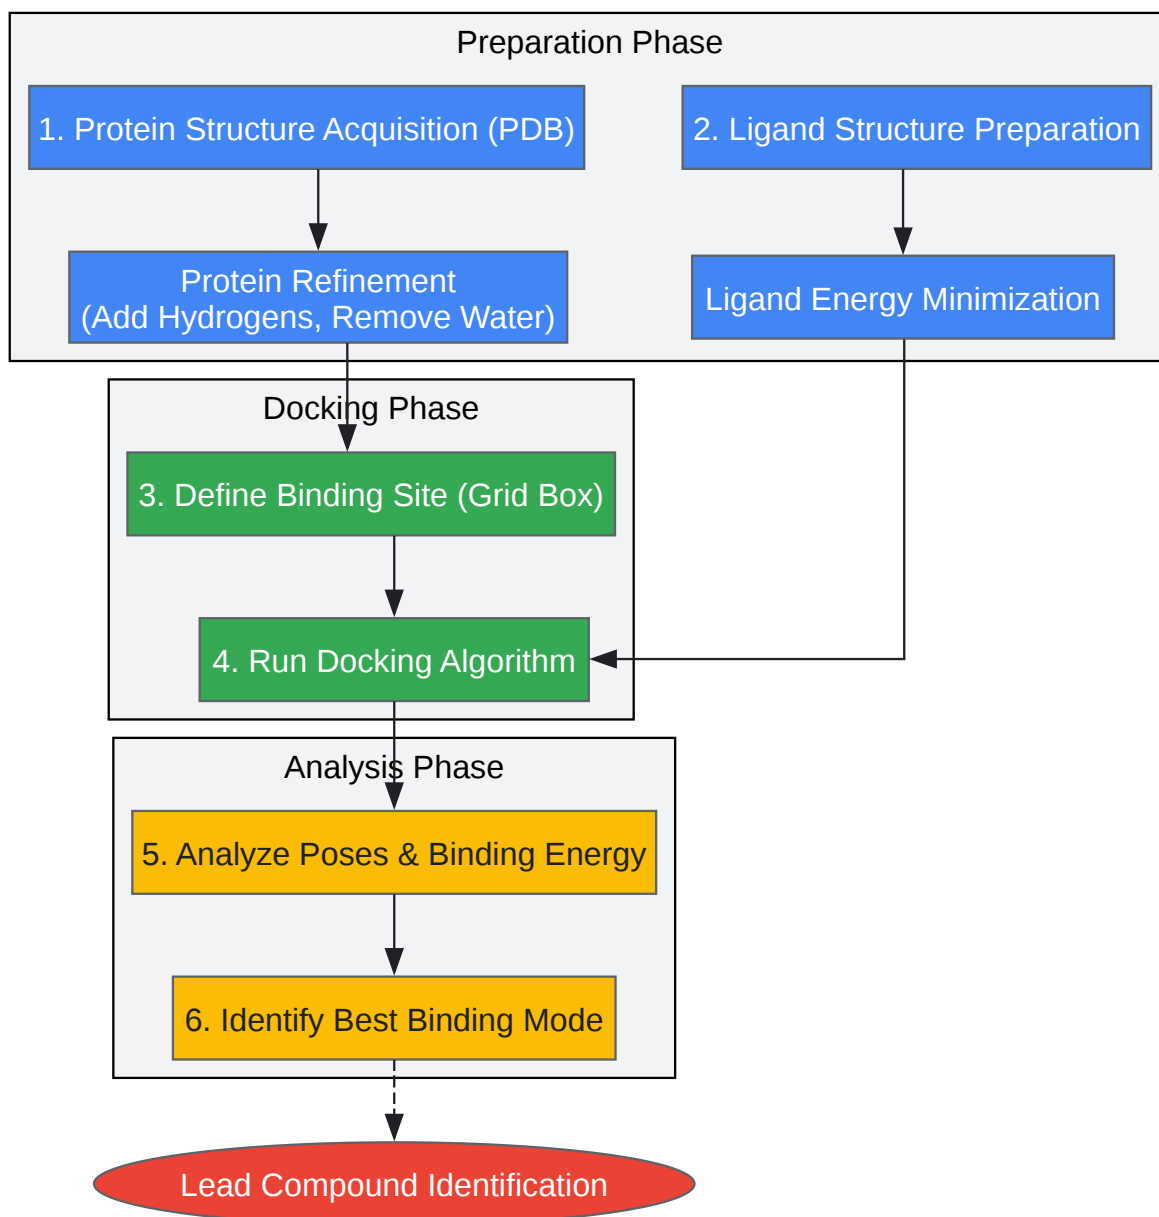 Preparation Phase
1. Protein Structure Acquisition (PDB)
2. Ligand Structure Preparation
Protein Refinement
(Add Hydrogens, Remove Water)
Ligand Energy Minimization
Docking Phase
3. Define Binding Site (Grid Box)
4. Run Docking Algorithm
Analysis Phase
5. Analyze Poses & Binding Energy
6. Identify Best Binding Mode
Lead Compound Identification